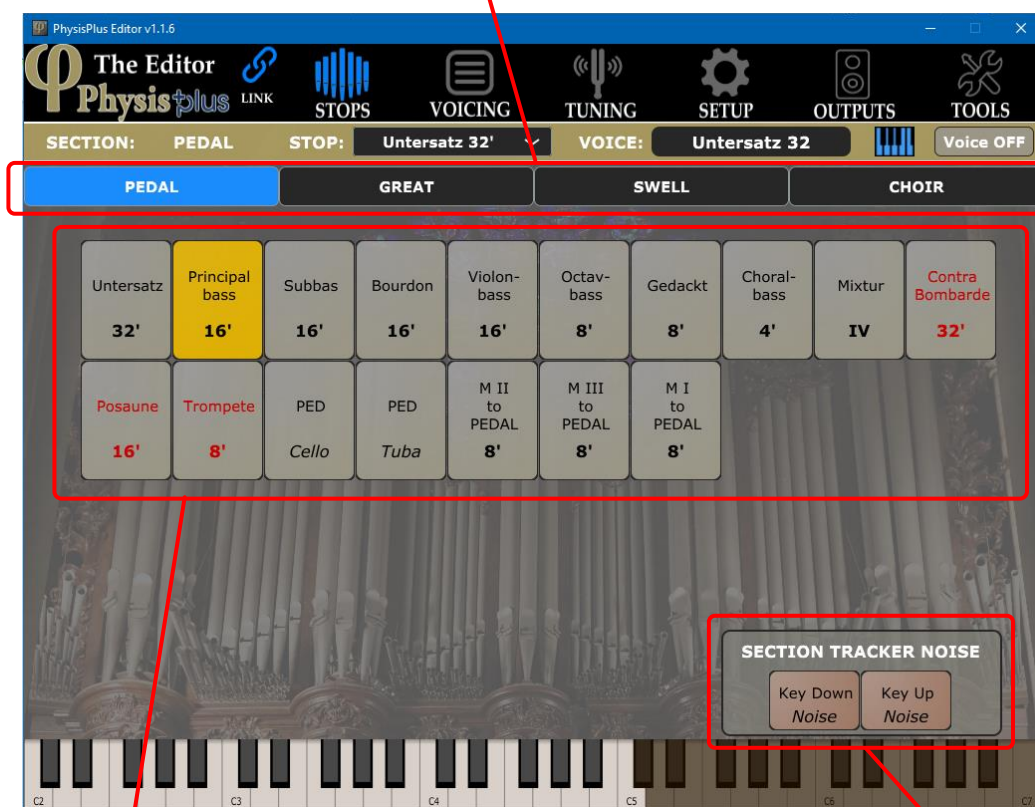 PhysisPlus Editor v1.1.6
The Editor
Physis plus LINK STOPS VOICING TUNING SETUP OUTPUTS TOOLS
SECTION: PEDAL STOP: Untersatz 32' VOICE: Untersatz 32 Voice OFF
PEDAL GREAT SWELL CHOIR
Untersatz
32'
Principal
bass
16'
Subbas
16'
Bourdon
16'
Violon-
bass
16'
Octav-
bass
8'
Gedackt
8'
Choral-
bass
4'
Mixtur
IV
Contra
Bombarde
32'
Posaune
16'
Trompete
8'
PED
Cello
PED
Tuba
M II
to
PEDAL
8'
M III
to
PEDAL
8'
M I
to
PEDAL
8'
SECTION TRACKER NOISE
Key Down
Noise
Key Up
Noise
C2 C3 C4 C5 C6